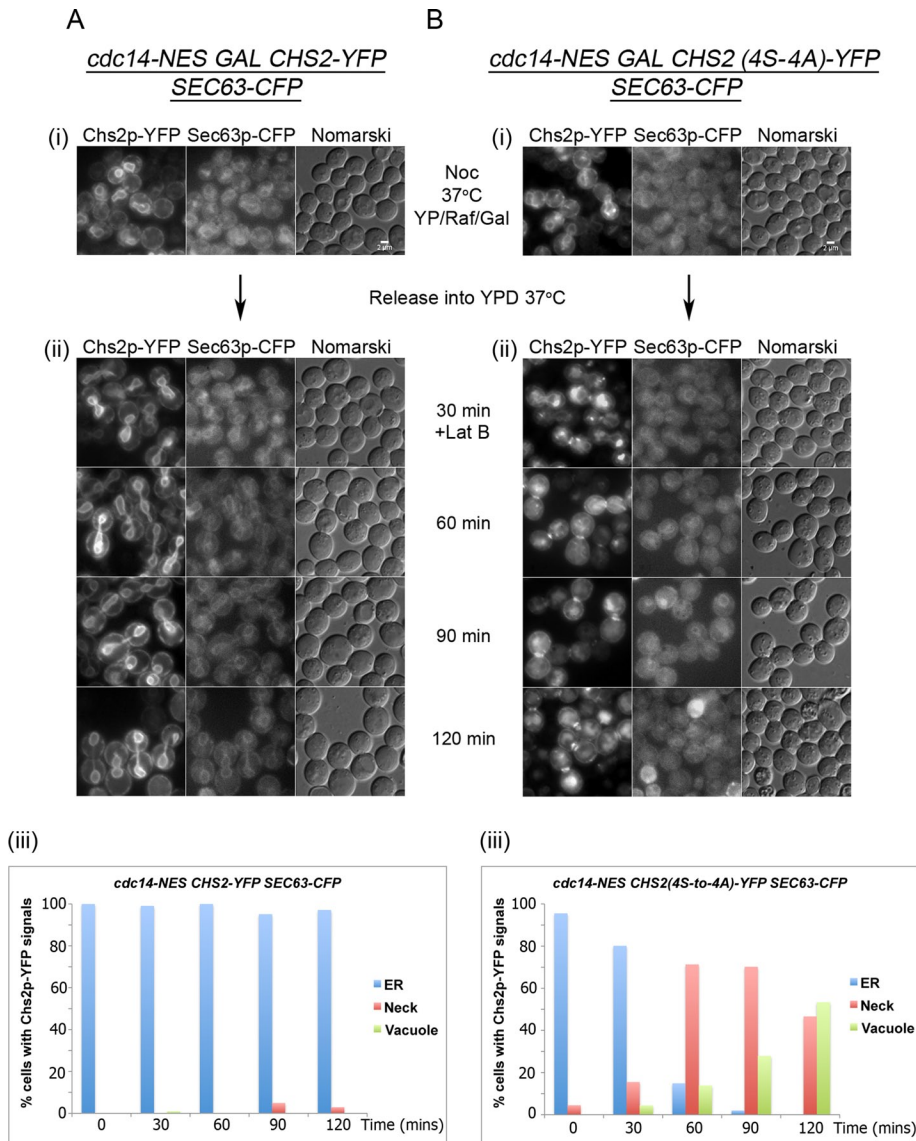 A
cdc14-NES GAL CHS2-YFP
SEC63-CFP
(i)
Chs2p-YFP Sec63p-CFP Nomarski
2 µm
B
cdc14-NES GAL CHS2 (4S-4A)-YFP
SEC63-CFP
(i)
Chs2p-YFP Sec63p-CFP Nomarski
2 µm
Noc
37°C
YP/Raf/Gal
Release into YPD 37°C
(ii)
Chs2p-YFP Sec63p-CFP Nomarski
(ii)
Chs2p-YFP Sec63p-CFP Nomarski
30 min
+Lat B
60 min
90 min
120 min
(iii)
cdc14-NES CHS2-YFP SEC63-CFP
% cells with Chs2p-YFP signals
100
80
60
40
20
0
0 30 60 90 120 Time (mins)
ER
Neck
Vacuole
(iii)
cdc14-NES CHS2(4S-to-4A)-YFP SEC63-CFP
% cells with Chs2p-YFP signals
100
80
60
40
20
0
0 30 60 90 120 Time (mins)
ER
Neck
Vacuole